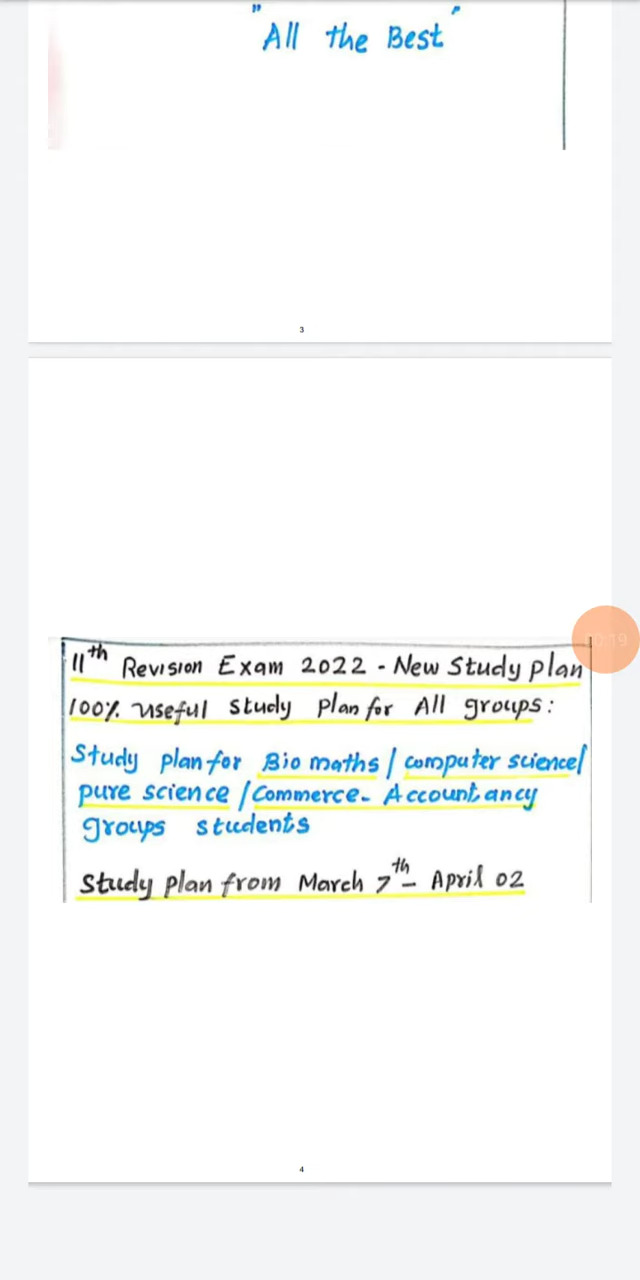 "All the Best"
3
11th Revision Exam 2022 - New Study plan
100% useful study plan for All groups:
Study plan for Bio maths / computer science/
pure science / Commerce - Accountancy
groups students
Study plan from March 7th - April 02
4
00:19